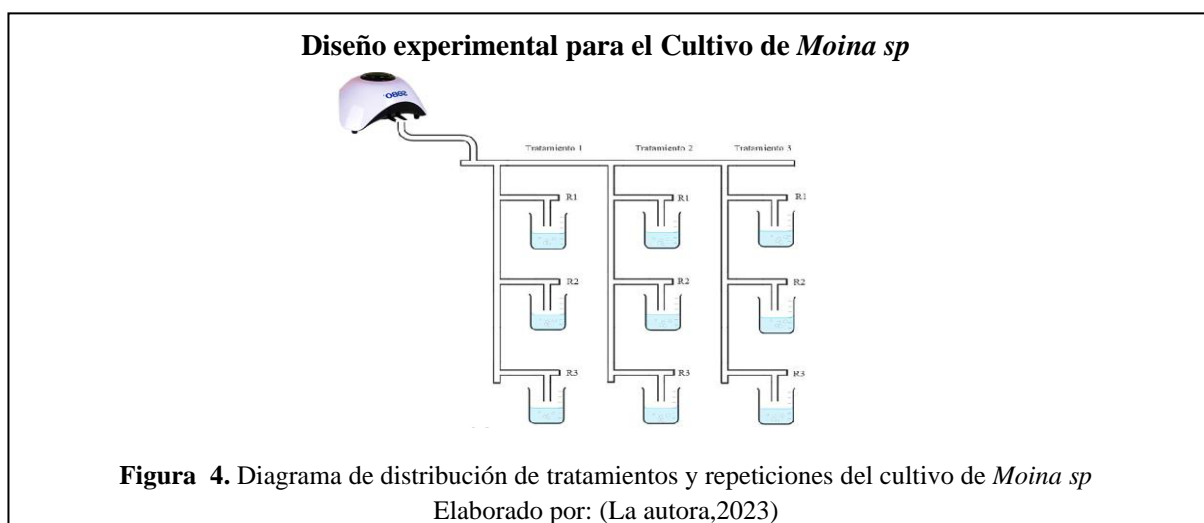 Diseño experimental para el Cultivo de Moina sp
SOBO
Tratamiento 1 Tratamiento 2 Tratamiento 3
R1 R1 R1
R2 R2 R2
R3 R3 R3
Figura 4. Diagrama de distribución de tratamientos y repeticiones del cultivo de Moina sp
Elaborado por: (La autora,2023)